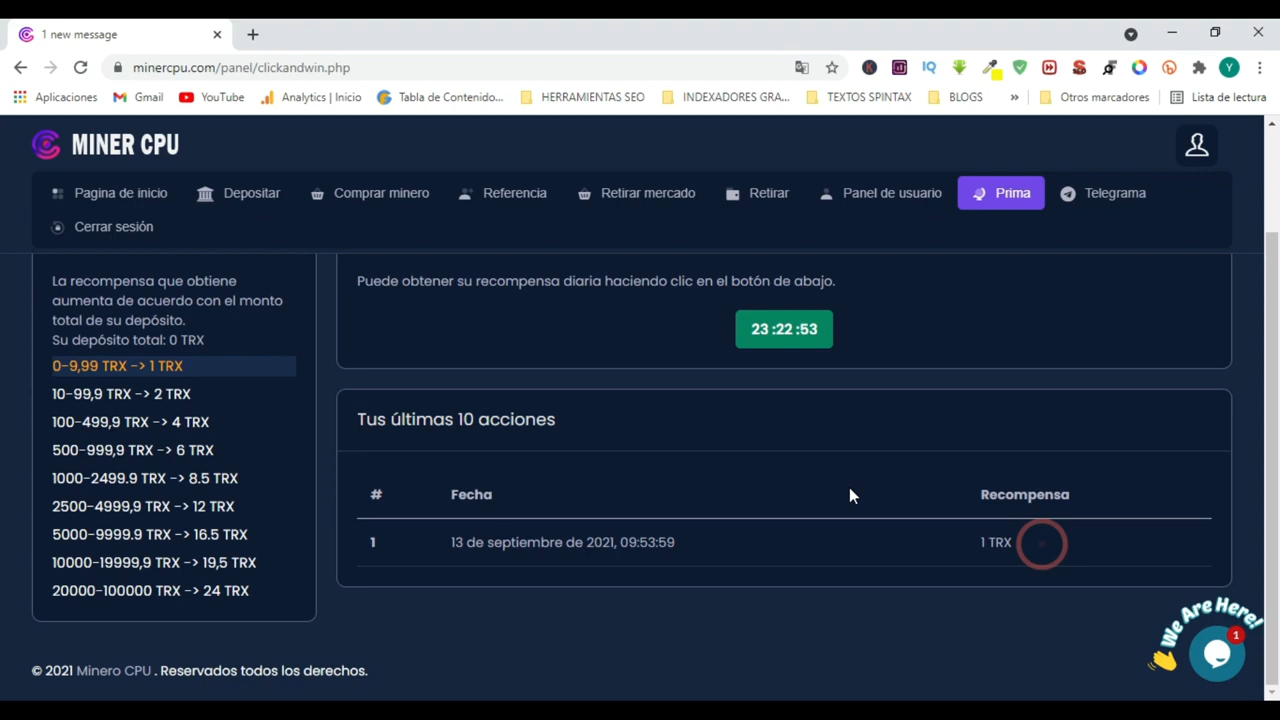 1 new message
minercpu.com/panel/clickandwin.php
Y
Aplicaciones
Gmail
YouTube
Analytics | Inicio
Tabla de Contenido...
HERRAMIENTAS SEO
INDEXADORES GRA...
TEXTOS SPINTAX
BLOGS
»
Otros marcadores
Lista de lectura
MINER CPU
Pagina de inicio
Depositar
Comprar minero
Referencia
Retirar mercado
Retirar
Panel de usuario
Prima
Telegrama
Cerrar sesión
La recompensa que obtiene
aumenta de acuerdo con el monto
total de su depósito.
Su depósito total: 0 TRX
0-9,99 TRX -> 1 TRX
10-99,9 TRX -> 2 TRX
100-499,9 TRX -> 4 TRX
500-999,9 TRX -> 6 TRX
1000-2499.9 TRX -> 8.5 TRX
2500-4999,9 TRX -> 12 TRX
5000-9999.9 TRX -> 16.5 TRX
10000-19999,9 TRX -> 19,5 TRX
20000-100000 TRX -> 24 TRX
Puede obtener su recompensa diaria haciendo clic en el botón de abajo.
23 :22 :53
Tus últimas 10 acciones
# Fecha Recompensa
1 13 de septiembre de 2021, 09:53:59 1 TRX
We Are Here!
1
© 2021 Minero CPU . Reservados todos los derechos.